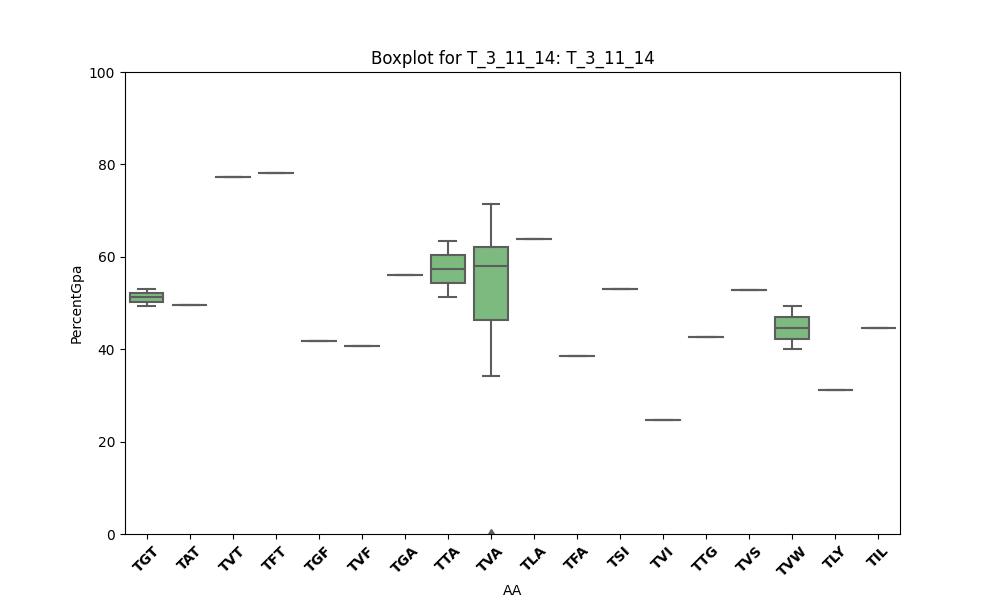 Boxplot for T_3_11_14: T_3_11_14
PercentGpa
100
80
60
40
20
0
TGT TAT TVT TFT TGF TVF TGA TTA TVA TLA TFA TSI TVI TTG TVS TVW TLY TIL
AA